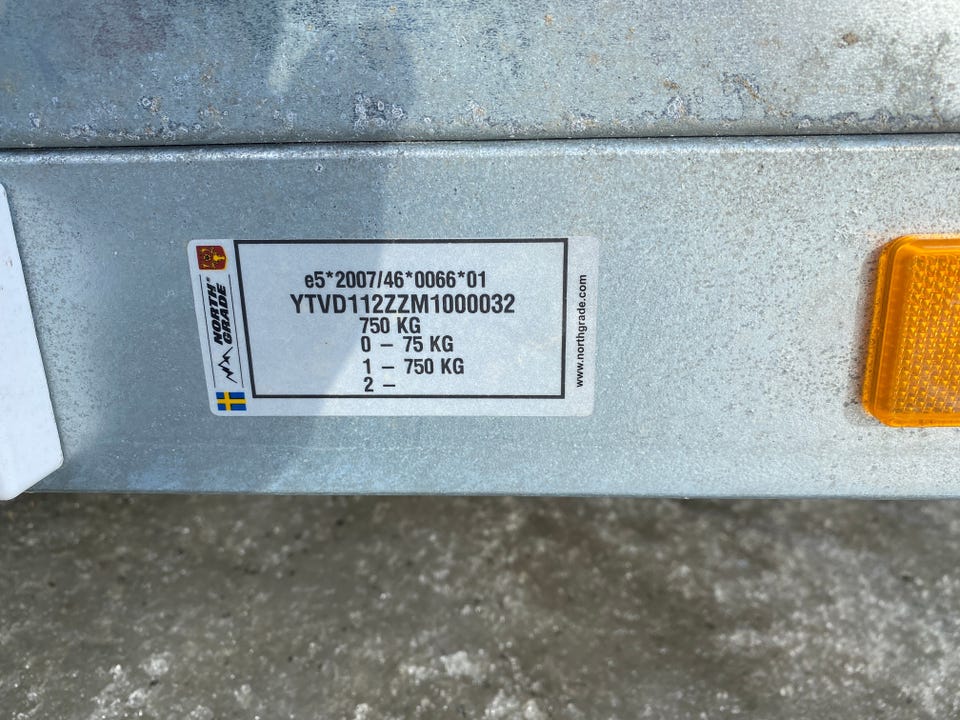 NORTH
GRADE
e5*2007/46*0066*01
YTVD112ZZM1000032
750 KG
0 – 75 KG
1 – 750 KG
2 –
www.northgrade.com